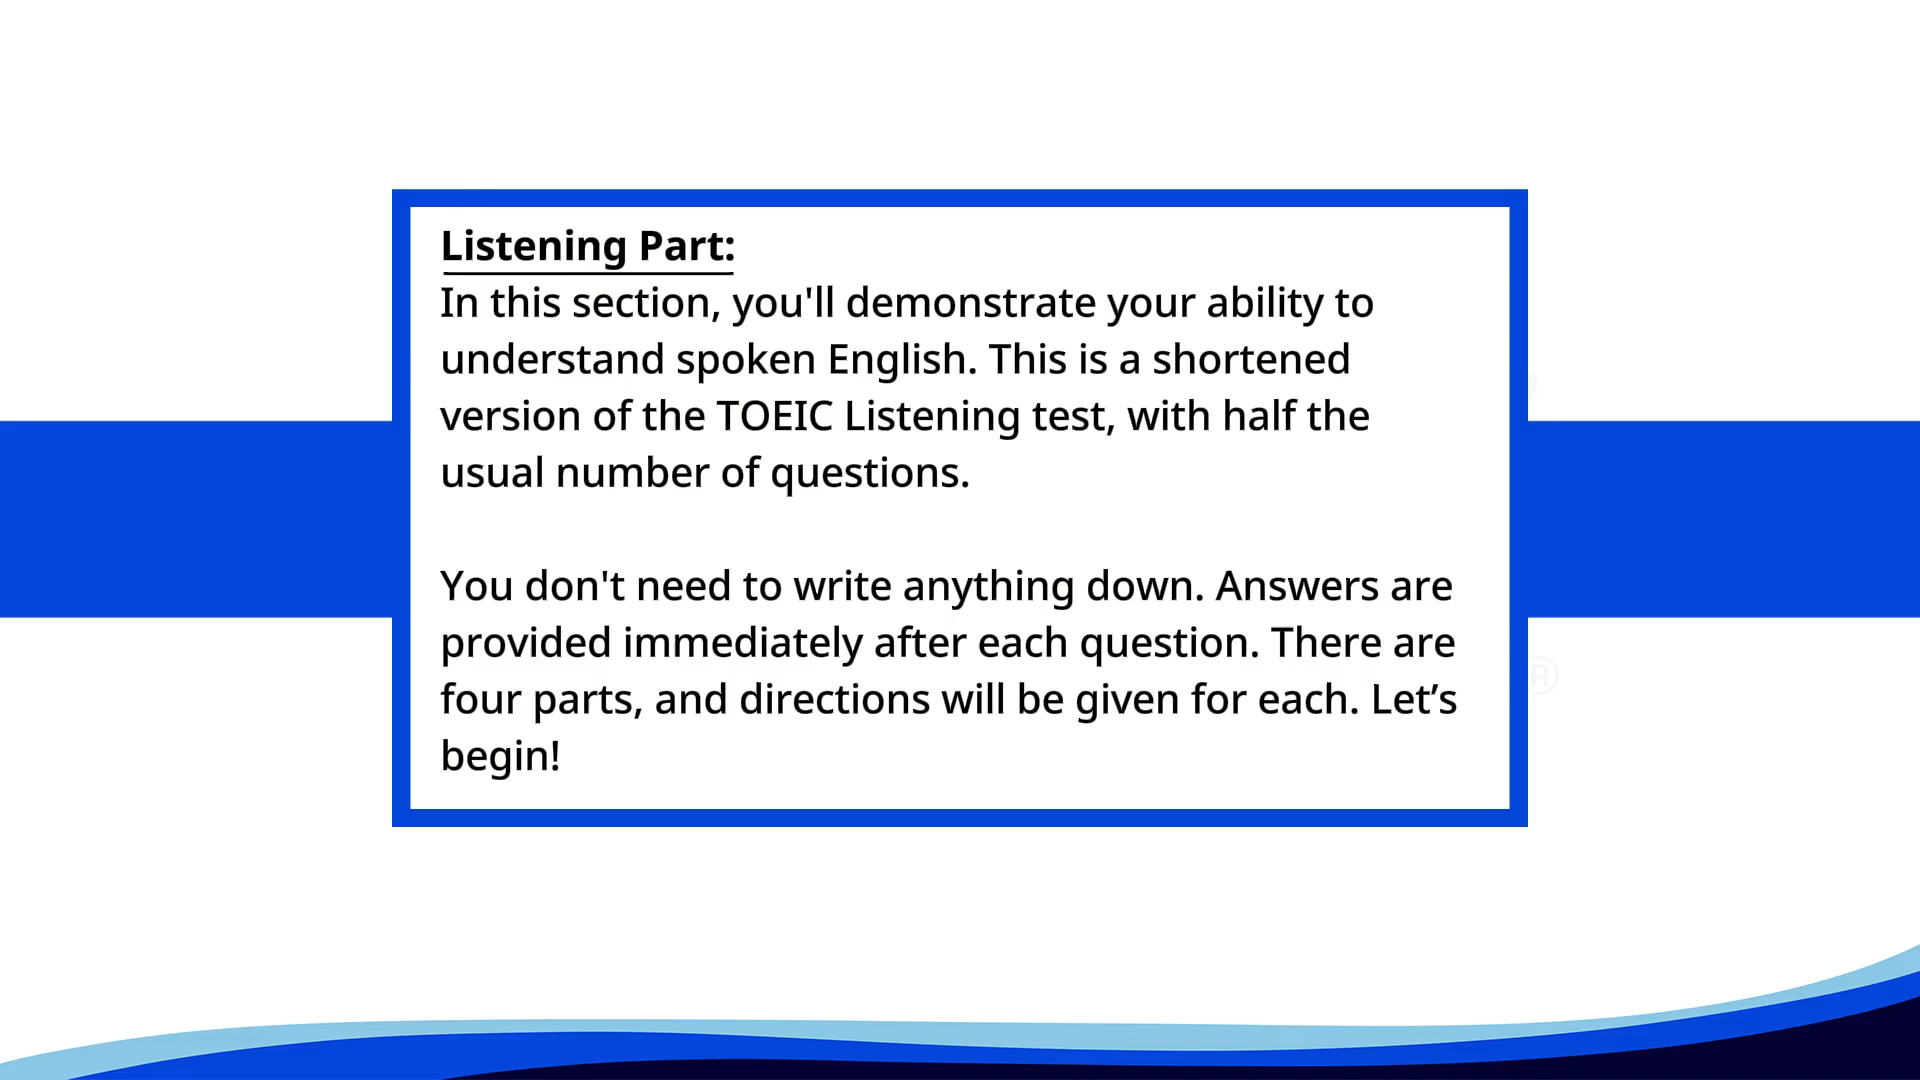 Listening Part:
In this section, you'll demonstrate your ability to
understand spoken English. This is a shortened
version of the TOEIC Listening test, with half the
usual number of questions.
You don't need to write anything down. Answers are
provided immediately after each question. There are
four parts, and directions will be given for each. Let’s
begin!
®